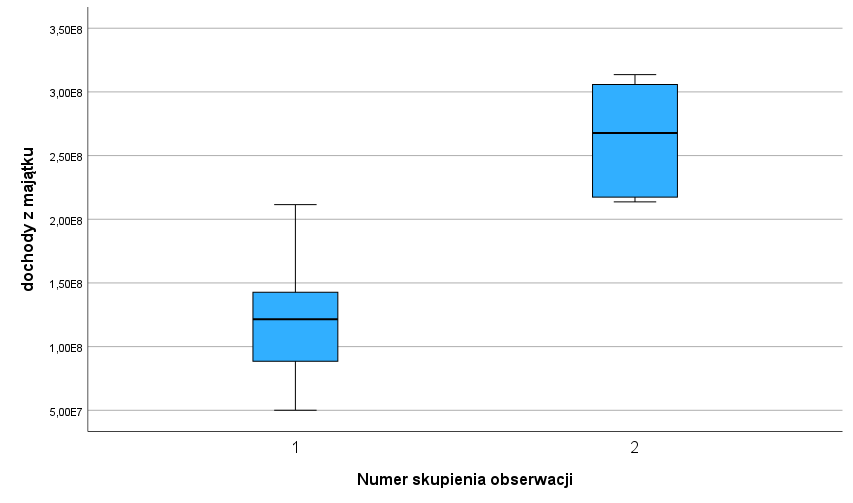 3,50E8
3,00E8
2,50E8
2,00E8
1,50E8
1,00E8
5,00E7
dochody z majątku
1 2
Numer skupienia obserwacji